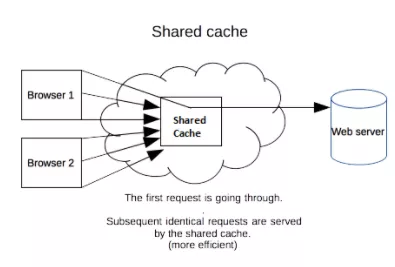 Shared cache
Browser 1
Shared
Cache
Web server
Browser 2
The first request is going through.
.
Subsequent identical requests are served
by the shared cache.
(more efficient)